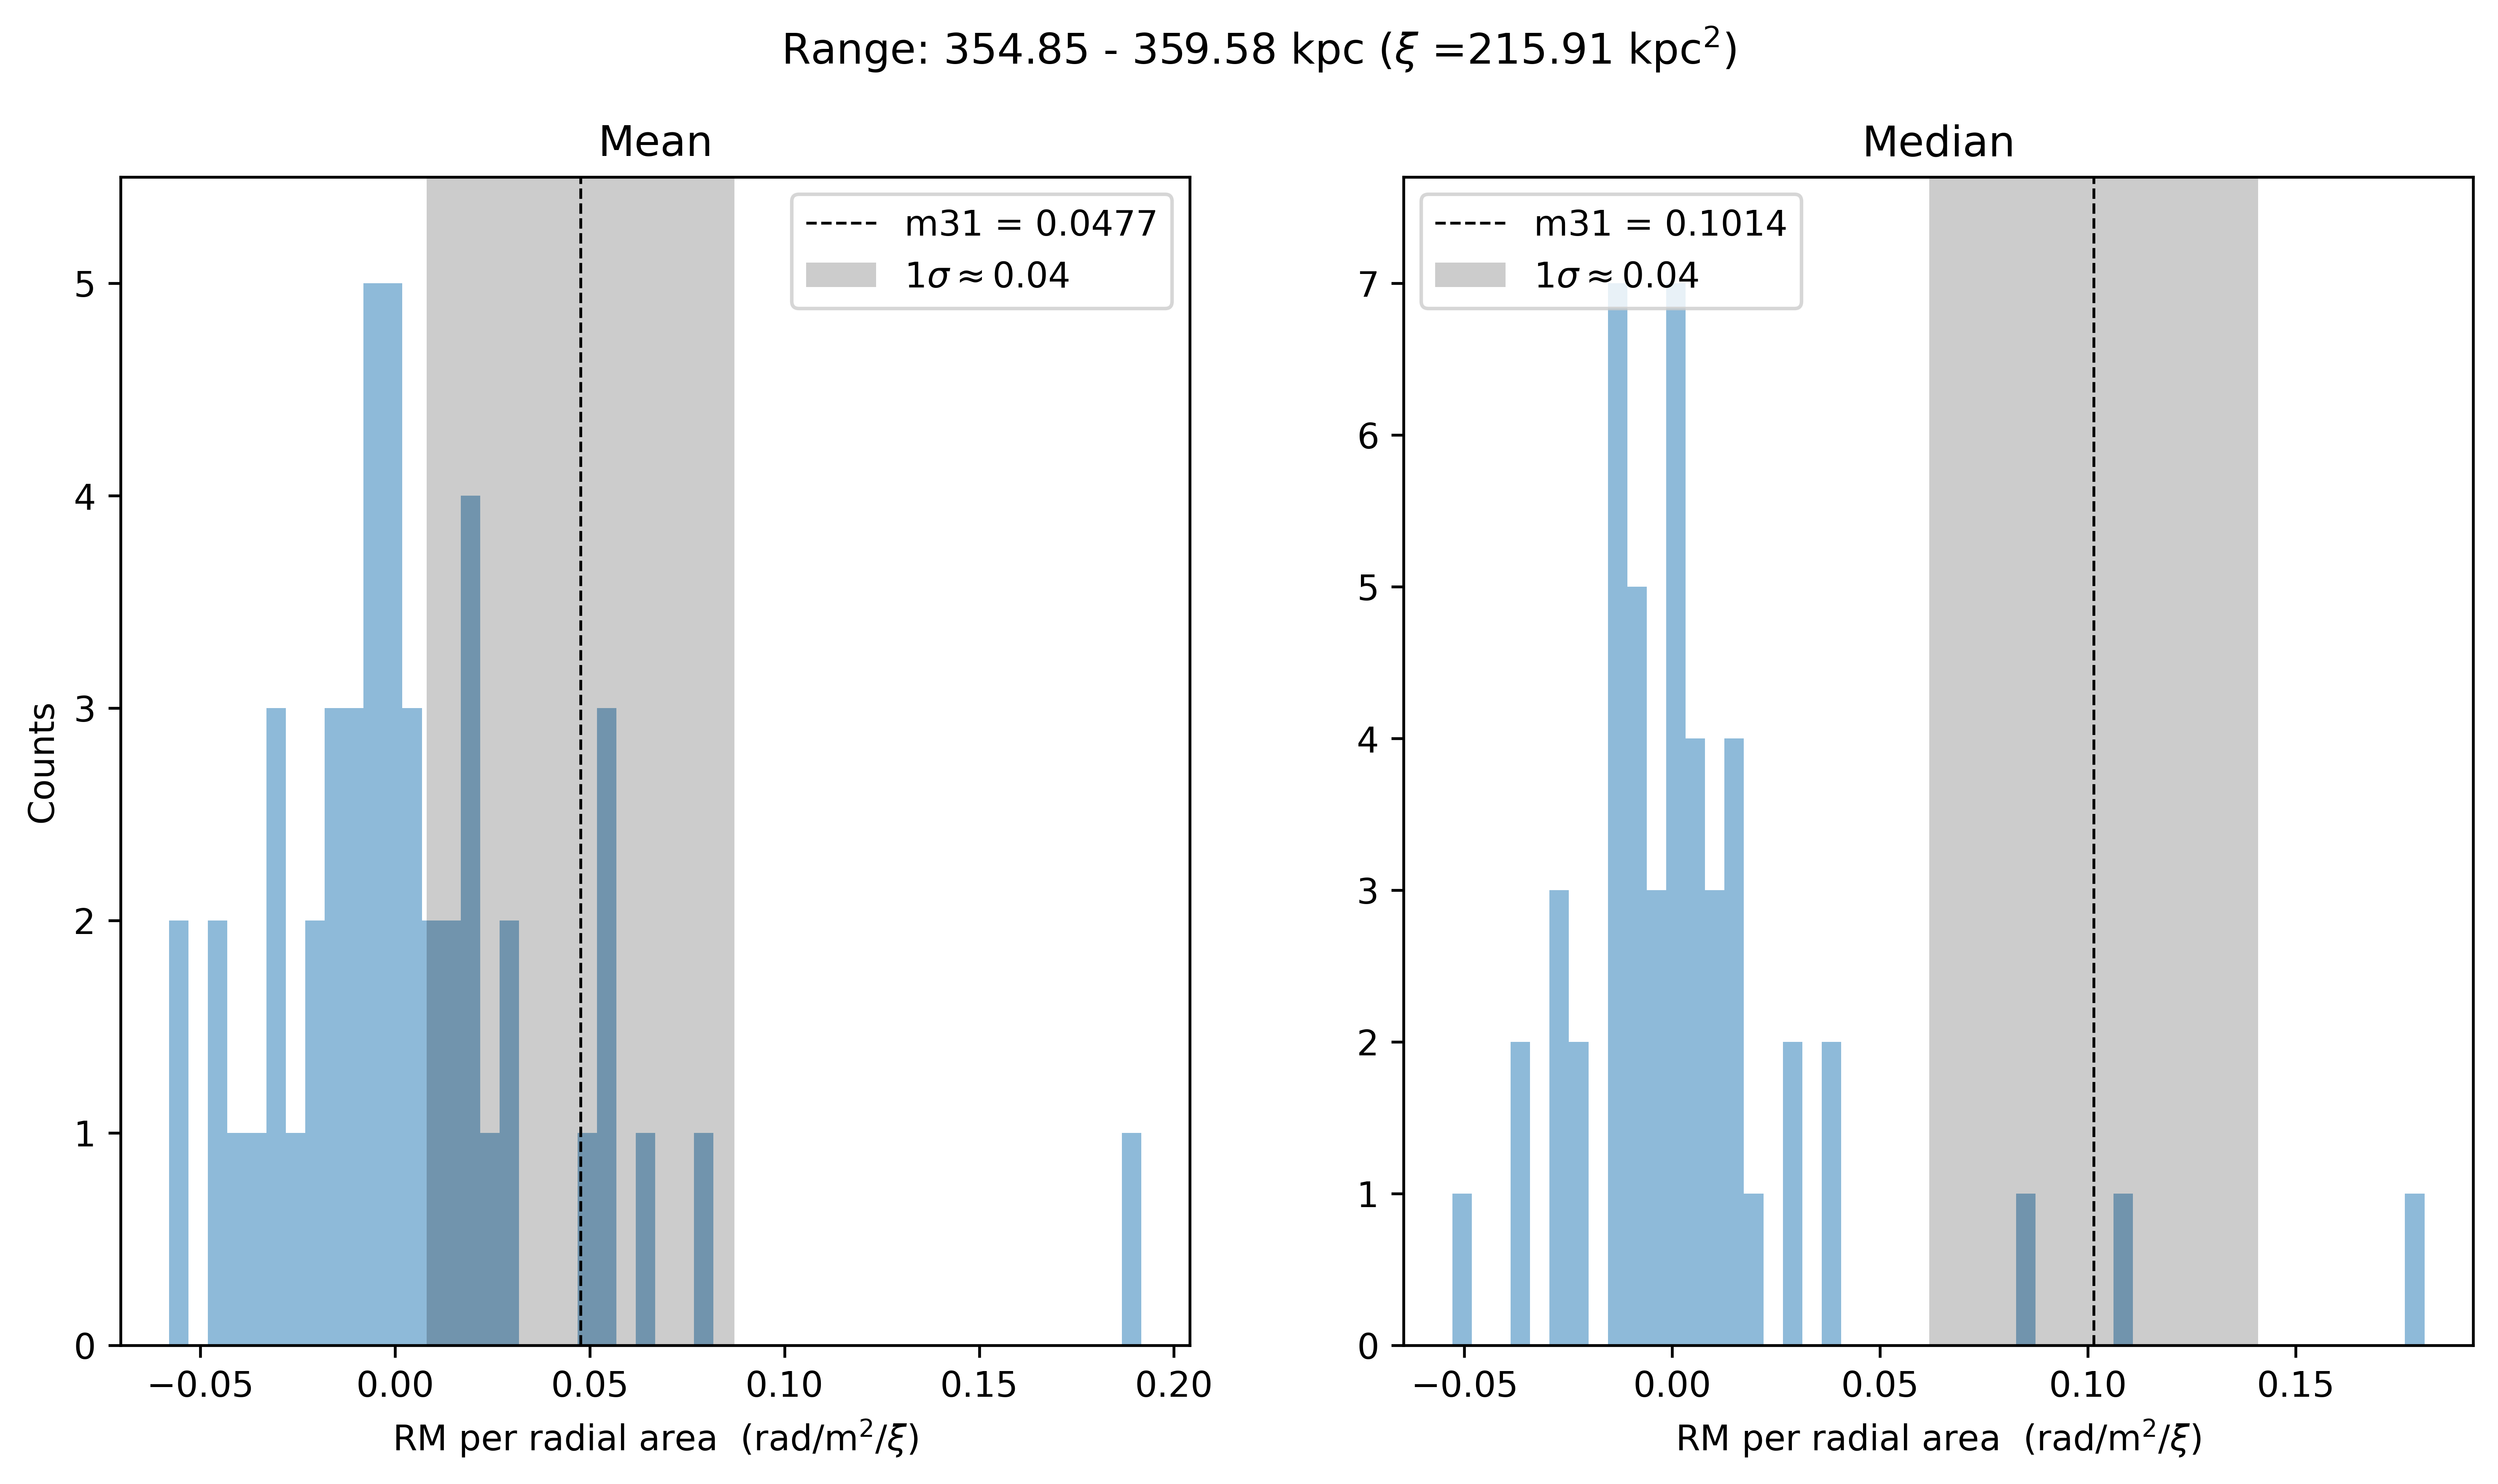 Range: 354.85 - 359.58 kpc (ξ =215.91 kpc²)
Mean
m31 = 0.0477
1σ ≈ 0.04
5
4
3
2
1
0
Counts
−0.05 0.00 0.05 0.10 0.15 0.20
RM per radial area (rad/m²/ξ)
Median
m31 = 0.1014
1σ ≈ 0.04
7
6
5
4
3
2
1
0
−0.05 0.00 0.05 0.10 0.15
RM per radial area (rad/m²/ξ)